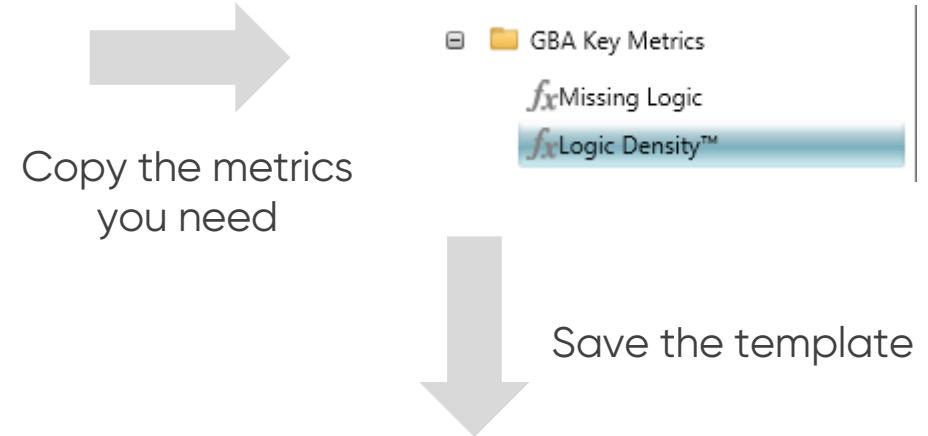 GBA Key Metrics
fxMissing Logic
fxLogic Density™
Copy the metrics
you need
Save the template